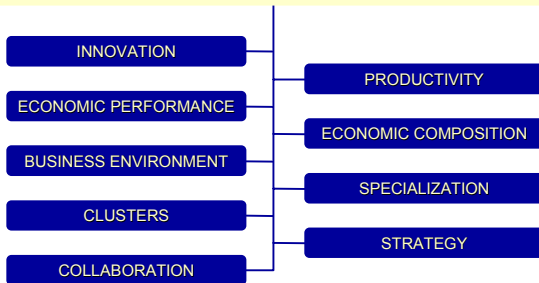 INNOVATION
PRODUCTIVITY
ECONOMIC PERFORMANCE
ECONOMIC COMPOSITION
BUSINESS ENVIRONMENT
SPECIALIZATION
CLUSTERS
STRATEGY
COLLABORATION